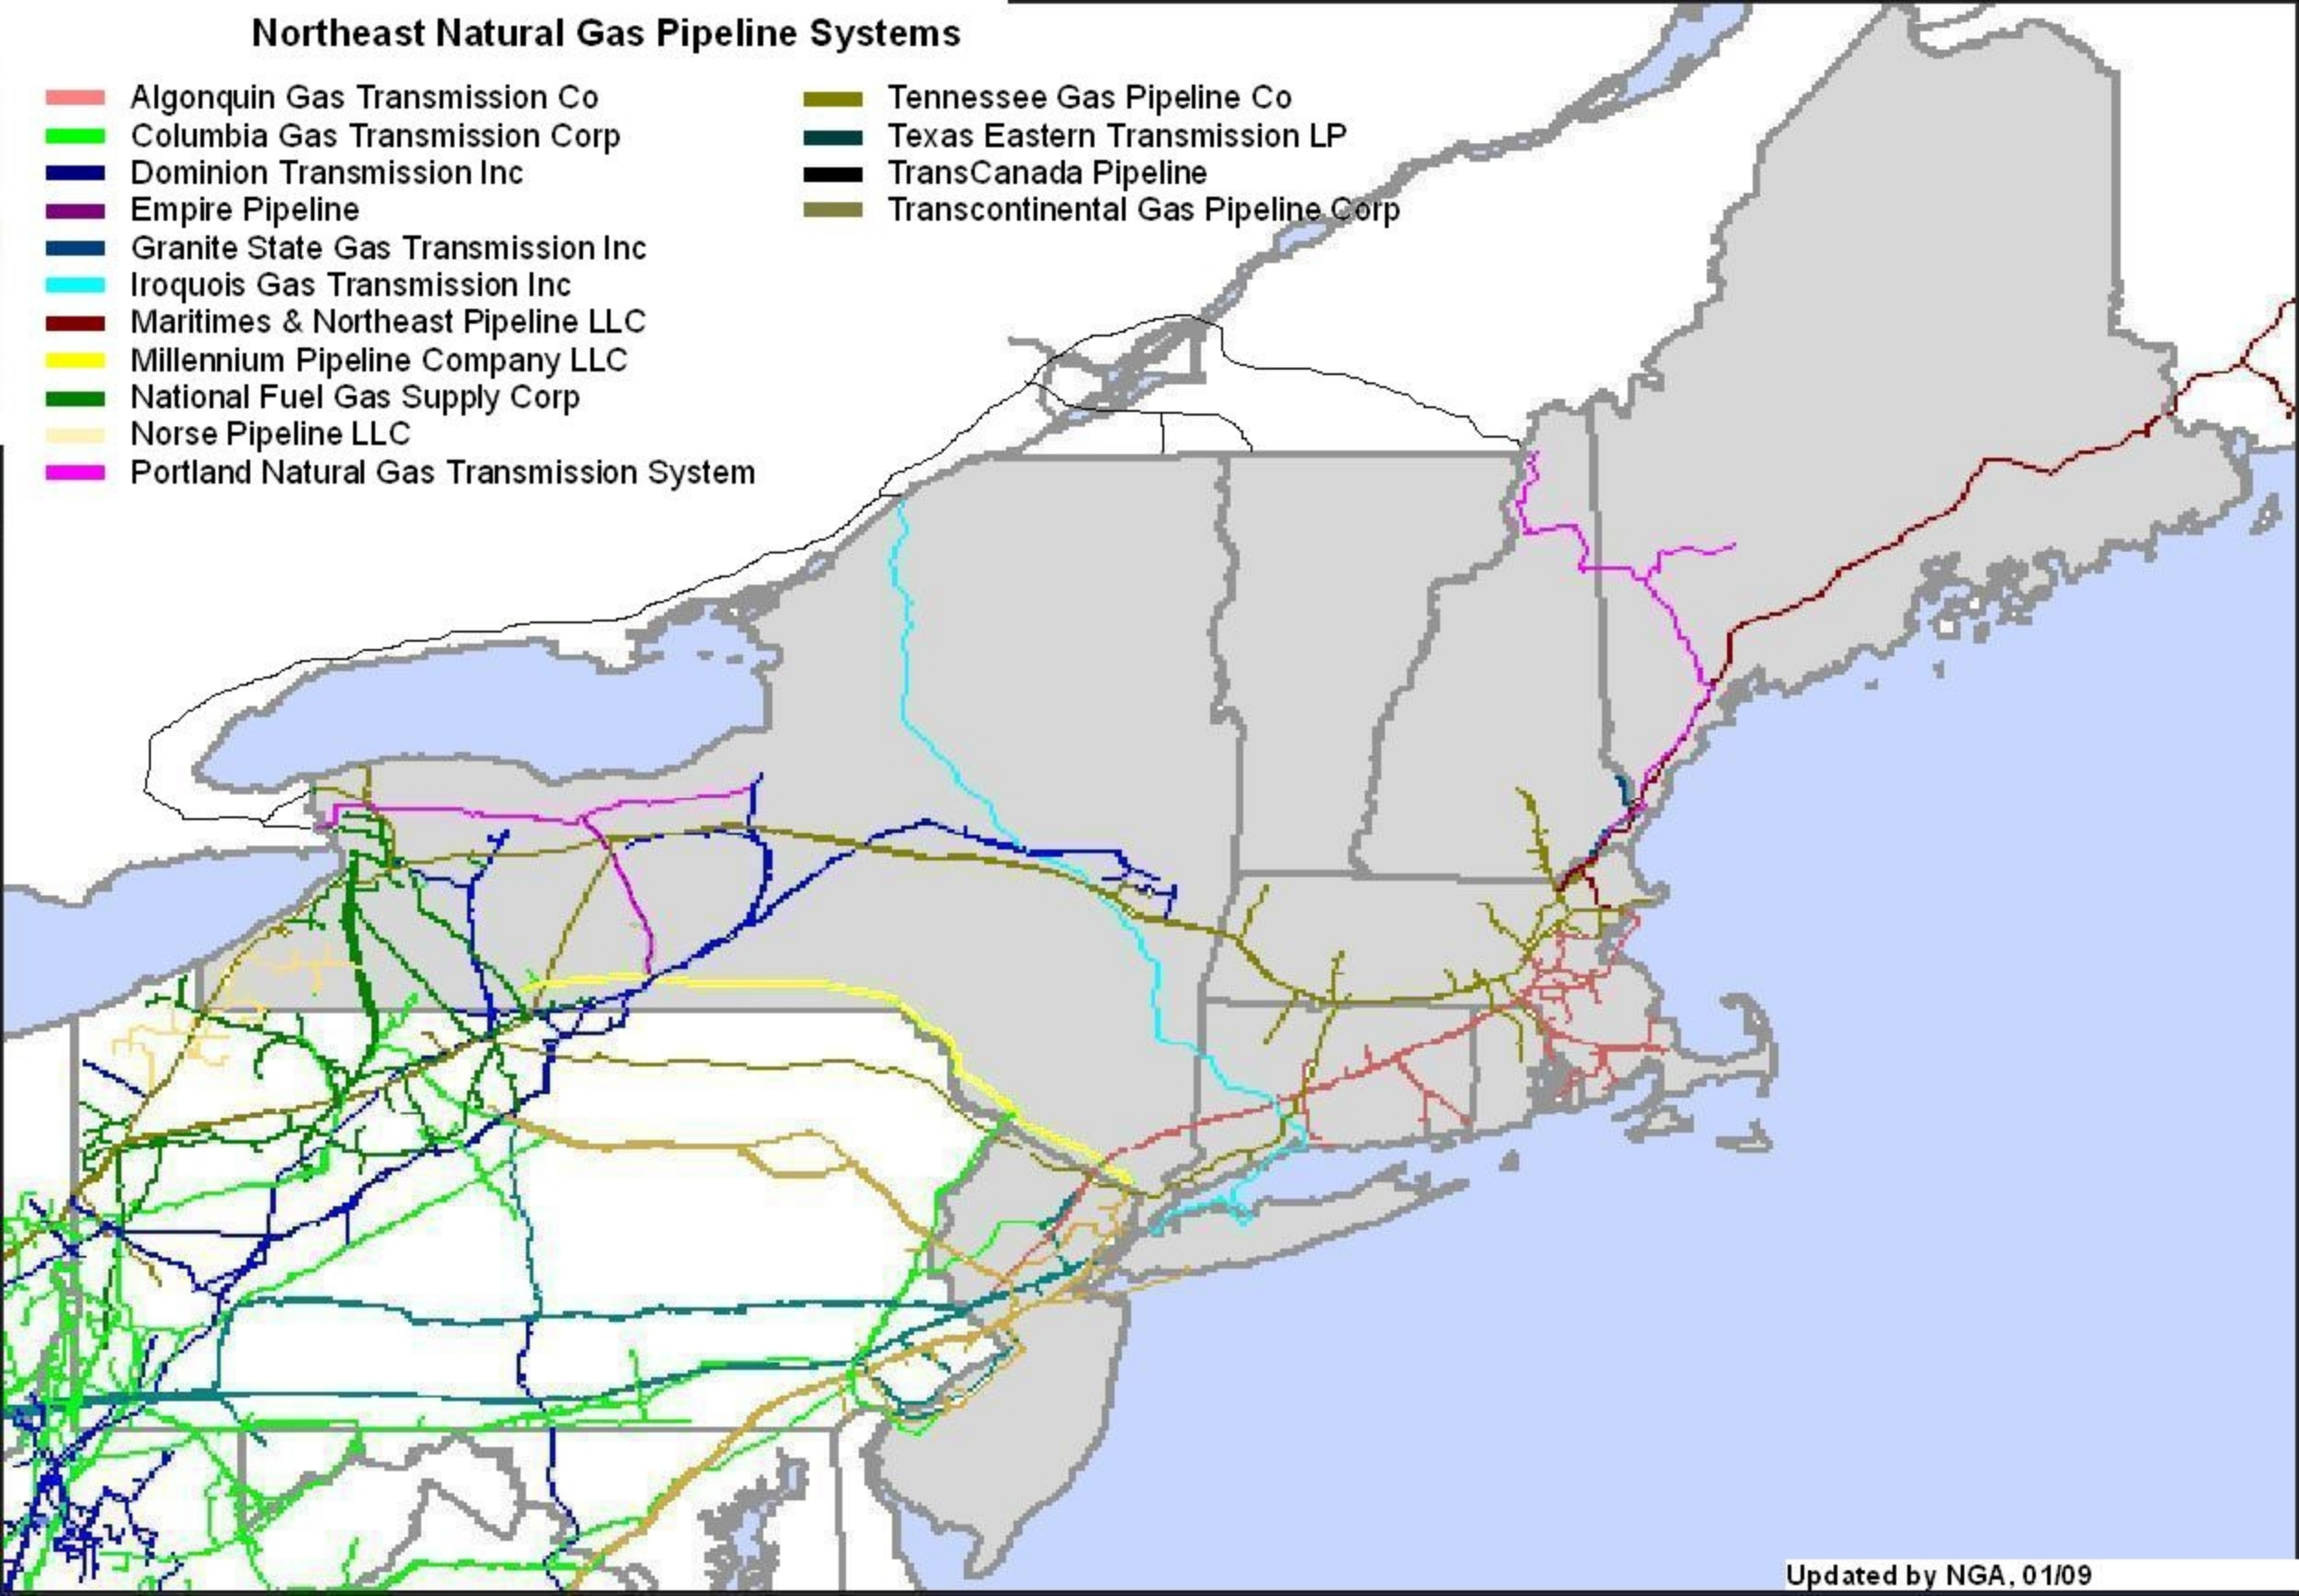 Northeast Natural Gas Pipeline Systems
Algonquin Gas Transmission Co
Columbia Gas Transmission Corp
Dominion Transmission Inc
Empire Pipeline
Granite State Gas Transmission Inc
Iroquois Gas Transmission Inc
Maritimes & Northeast Pipeline LLC
Millennium Pipeline Company LLC
National Fuel Gas Supply Corp
Norse Pipeline LLC
Portland Natural Gas Transmission System
Tennessee Gas Pipeline Co
Texas Eastern Transmission LP
TransCanada Pipeline
Transcontinental Gas Pipeline Corp
Updated by NGA, 01/09